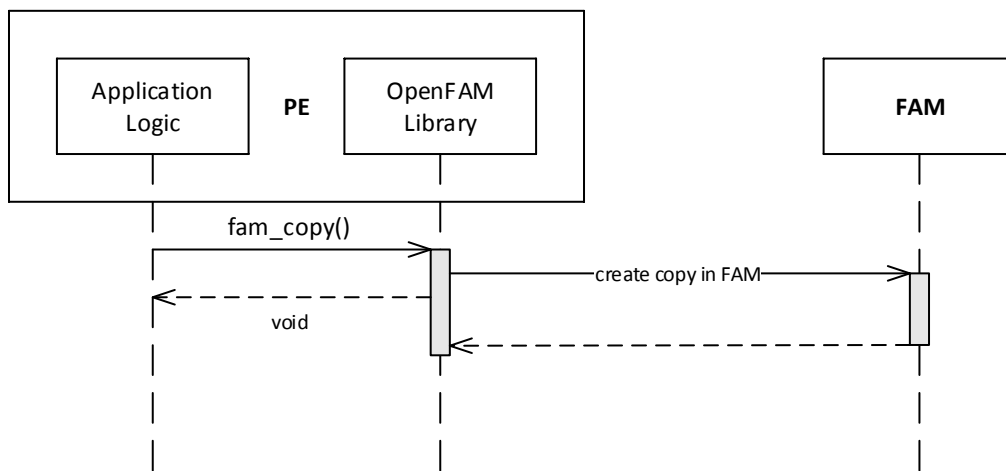 Application
Logic
PE
OpenFAM
Library
FAM
fam_copy()
create copy in FAM
void